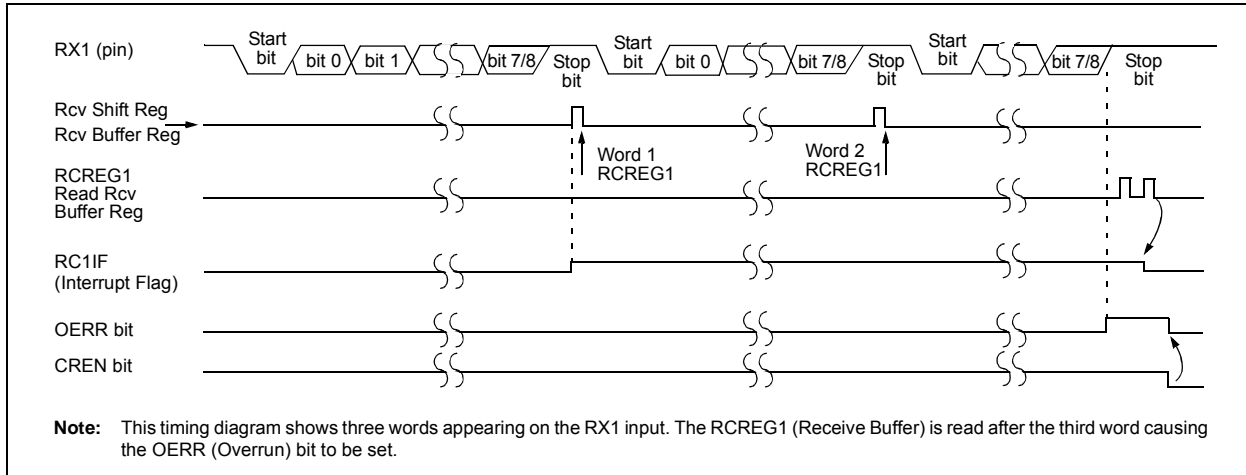 RX1 (pin)
Start bit
bit 0
bit 1
bit 7/8
Stop bit
Start bit
bit 0
bit 7/8
Stop bit
Start bit
bit 7/8
Stop bit
Rcv Shift Reg
Rcv Buffer Reg
Word 1
RCREG1
Word 2
RCREG1
RCREG1
Read Rcv
Buffer Reg
RC1IF
(Interrupt Flag)
OERR bit
CREN bit
Note: This timing diagram shows three words appearing on the RX1 input. The RCREG1 (Receive Buffer) is read after the third word causing
the OERR (Overrun) bit to be set.